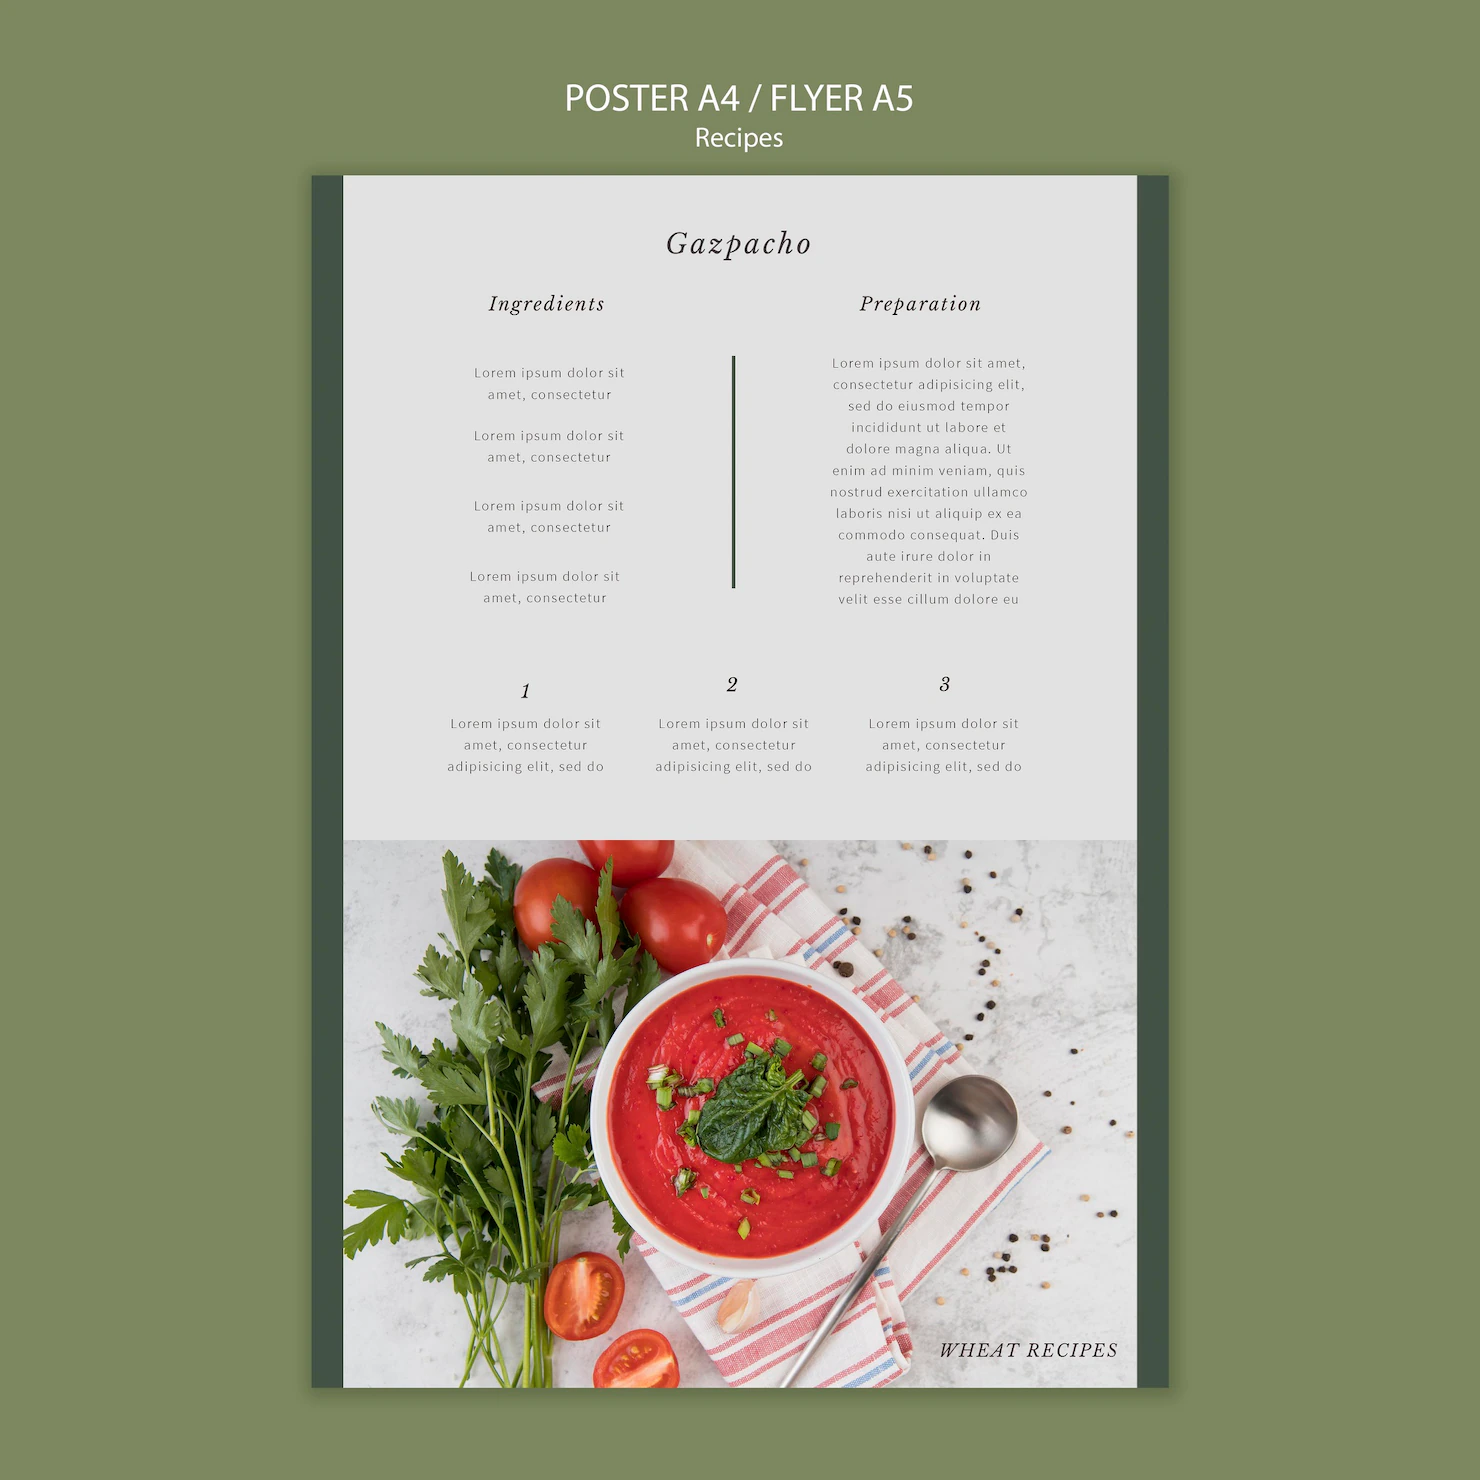 POSTER A4 / FLYER A5
Recipes
Gazpacho
Ingredients
Lorem ipsum dolor sit
amet, consectetur
Lorem ipsum dolor sit
amet, consectetur
Lorem ipsum dolor sit
amet, consectetur
Lorem ipsum dolor sit
amet, consectetur
Preparation
Lorem ipsum dolor sit amet,
consectetur adipisicing elit,
sed do eiusmod tempor
incididunt ut labore et
dolore magna aliqua. Ut
enim ad minim veniam, quis
nostrud exercitation ullamco
laboris nisi ut aliquip ex ea
commodo consequat. Duis
aute irure dolor in
reprehenderit in voluptate
velit esse cillum dolore eu
1
Lorem ipsum dolor sit
amet, consectetur
adipisicing elit, sed do
2
Lorem ipsum dolor sit
amet, consectetur
adipisicing elit, sed do
3
Lorem ipsum dolor sit
amet, consectetur
adipisicing elit, sed do
WHEAT RECIPES